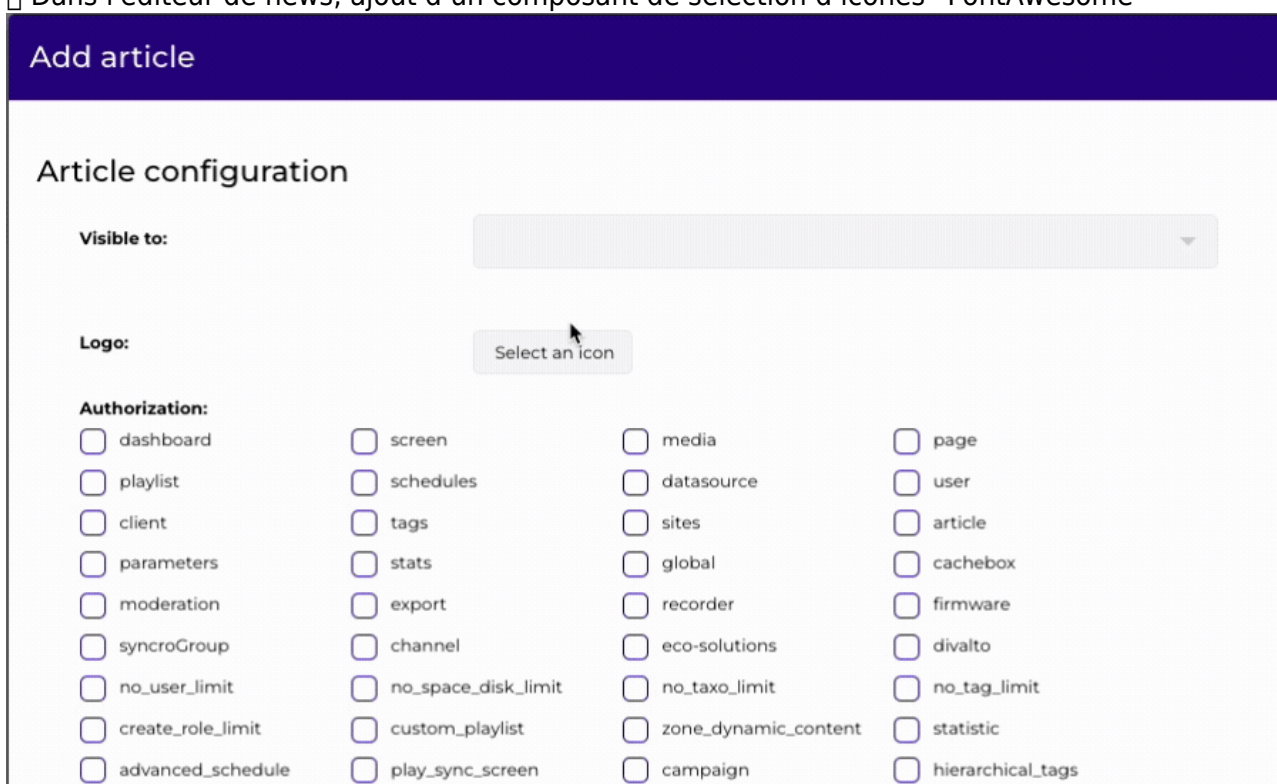 Dans l'éditeur de news, ajout d'un composant de sélection d'icônes "FontAwesome"
Add article
Article configuration
Visible to:
Logo:
Select an icon
Authorization:
dashboard screen media page
playlist schedules datasource user
client tags sites article
parameters stats global cachebox
moderation export recorder firmware
syncroGroup channel eco-solutions divalto
no_user_limit no_space_disk_limit no_taxo_limit no_tag_limit
create_role_limit custom_playlist zone_dynamic_content statistic
advanced_schedule play_sync_screen campaign hierarchical_tags